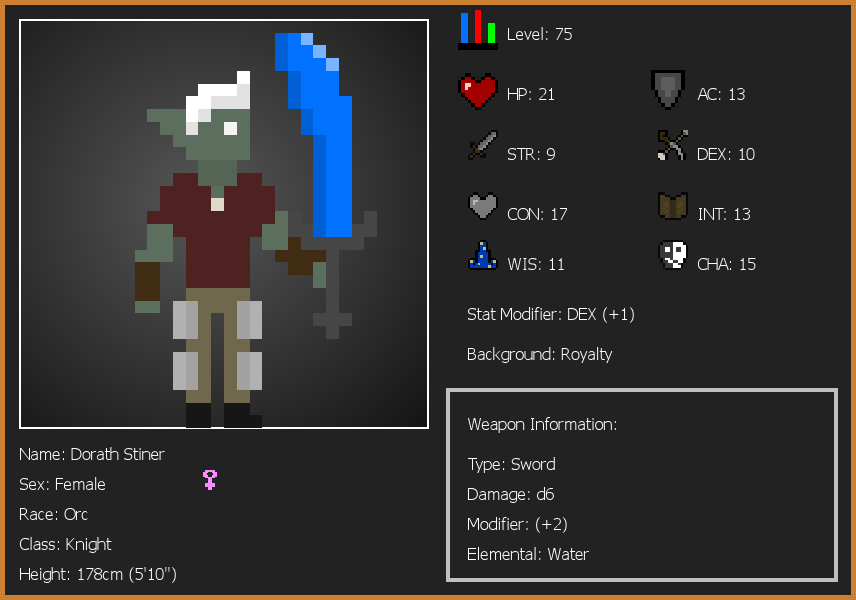 Level: 75
HP: 21
AC: 13
STR: 9
DEX: 10
CON: 17
INT: 13
WIS: 11
CHA: 15
Stat Modifier: DEX (+1)
Background: Royalty
Weapon Information:
Type: Sword
Damage: d6
Modifier: (+2)
Elemental: Water
Name: Dorath Stiner
Sex: Female
Race: Orc
Class: Knight
Height: 178cm (5'10")